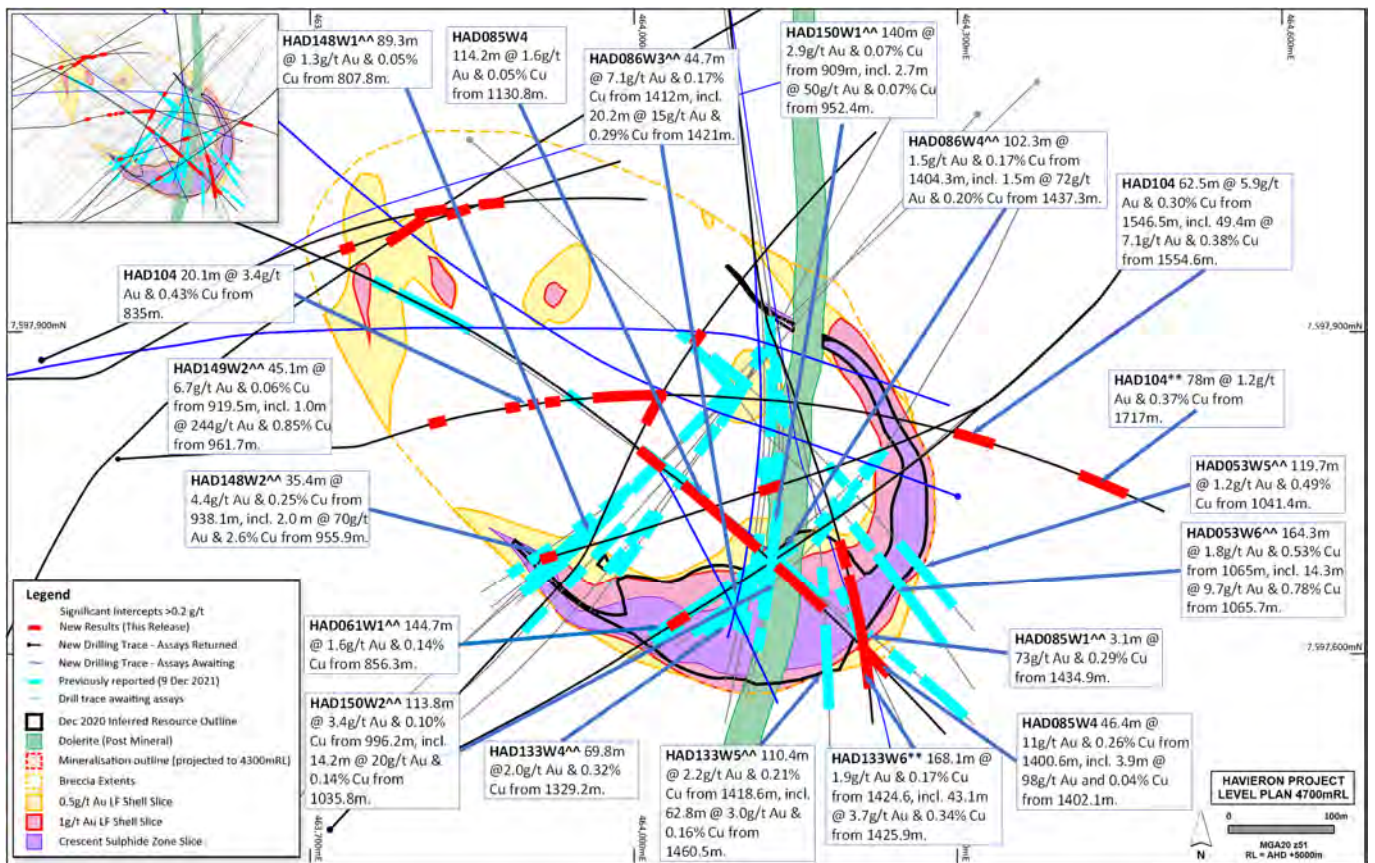 464,000mE
464,300mE
464,600mE
HAD148W1^^ 89.3m
@ 1.3g/t Au & 0.05%
Cu from 807.8m.
HAD085W4
114.2m @ 1.6g/t
Au & 0.05% Cu
from 1130.8m.
HAD086W3^^ 44.7m
@ 7.1g/t Au & 0.17%
Cu from 1412m, incl.
20.2m @ 15g/t Au &
0.29% Cu from 1421m.
HAD150W1^^ 140m @
2.9g/t Au & 0.07% Cu
from 909m, incl. 2.7m
@ 50g/t Au & 0.07% Cu
from 952.4m.
HAD086W4^^ 102.3m @
1.5g/t Au & 0.17% Cu from
1404.3m, incl. 1.5m @ 72g/t
Au & 0.20% Cu from 1437.3m.
HAD104 62.5m @ 5.9g/t
Au & 0.30% Cu from
1546.5m, incl. 49.4m @
7.1g/t Au & 0.38% Cu
from 1554.6m.
HAD104 20.1m @ 3.4g/t
Au & 0.43% Cu from
835m.
7,597,900mN
7,597,900mN
HAD149W2^^ 45.1m @
6.7g/t Au & 0.06% Cu
from 919.5m, incl. 1.0m
@ 244g/t Au & 0.85% Cu
from 961.7m.
HAD104** 78m @ 1.2g/t
Au & 0.37% Cu from
1717m.
HAD148W2^^ 35.4m @
4.4g/t Au & 0.25% Cu from
938.1m, incl. 2.0 m @ 70g/t
Au & 2.6% Cu from 955.9m.
HAD053W5^^ 119.7m
@ 1.2g/t Au & 0.49%
Cu from 1041.4m.
HAD053W6^^ 164.3m
@ 1.8g/t Au & 0.53% Cu
from 1065m, incl. 14.3m
@ 9.7g/t Au & 0.78% Cu
from 1065.7m.
Legend
Significant Intercepts >0.2 g/t
New Results (This Release)
New Drilling Trace - Assays Returned
New Drilling Trace - Assays Awaiting
Previously reported (9 Dec 2021)
Drill trace awaiting assays
Dec 2020 Inferred Resource Outline
Dolerite (Post Mineral)
Mineralisation outline (projected to 4300mRL)
Breccia Extents
0.5g/t Au LF Shell Slice
1g/t Au LF Shell Slice
Crescent Sulphide Zone Slice
HAD061W1^^ 144.7m
@ 1.6g/t Au & 0.14%
Cu from 856.3m.
HAD085W1^^ 3.1m @
73g/t Au & 0.29% Cu from
1434.9m.
7,597,600mN
HAD150W2^^ 113.8m
@ 3.4g/t Au & 0.10%
Cu from 996.2m, incl.
14.2m @ 20g/t Au &
0.14% Cu from
1035.8m.
HAD133W4^^ 69.8m
@2.0g/t Au & 0.32%
Cu from 1329.2m.
HAD133W5^^ 110.4m
@ 2.2g/t Au & 0.21%
Cu from 1418.6m, incl.
62.8m @ 3.0g/t Au &
0.16% Cu from
1460.5m.
HAD133W6** 168.1m @
1.9g/t Au & 0.17% Cu
from 1424.6, incl. 43.1m
@ 3.7g/t Au & 0.34% Cu
from 1425.9m.
HAD085W4 46.4m @
11g/t Au & 0.26% Cu from
1400.6m, incl. 3.9m @
98g/t Au and 0.04% Cu
from 1402.1m.
HAVIERON PROJECT
LEVEL PLAN 4700mRL
0 100m
N
MGA20 z51
RL = AHD +5000m
463,700mE
464,000mE